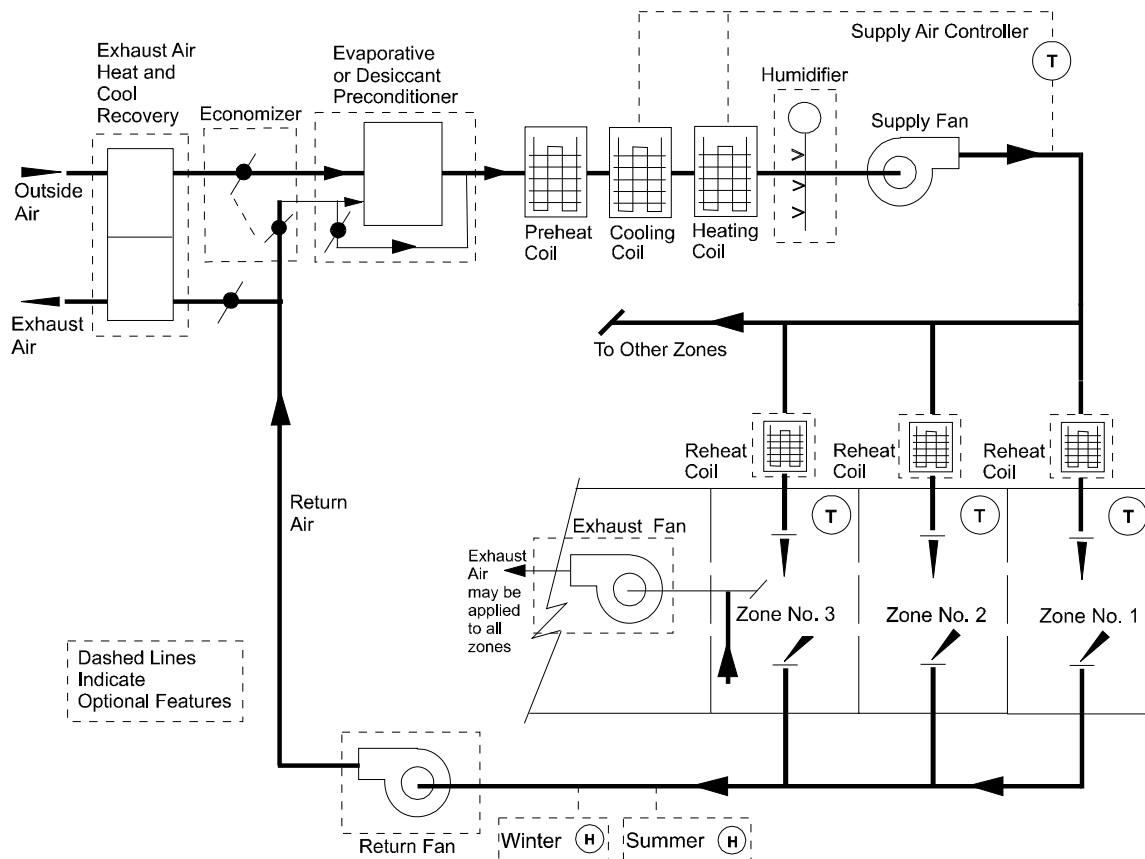 Exhaust Air
Heat and
Cool
Recovery
Economizer
Evaporative
or Desiccant
Preconditioner
Supply Air Controller
T
Humidifier
Supply Fan
Outside
Air
Exhaust
Air
Preheat
Coil
Cooling
Coil
Heating
Coil
To Other Zones
Reheat
Coil
Reheat
Coil
Reheat
Coil
Return
Air
T
T
T
Exhaust Fan
Exhaust
Air
may be
applied
to all
zones
Zone No. 3
Zone No. 2
Zone No. 1
Dashed Lines
Indicate
Optional Features
Return Fan
Winter H
Summer H